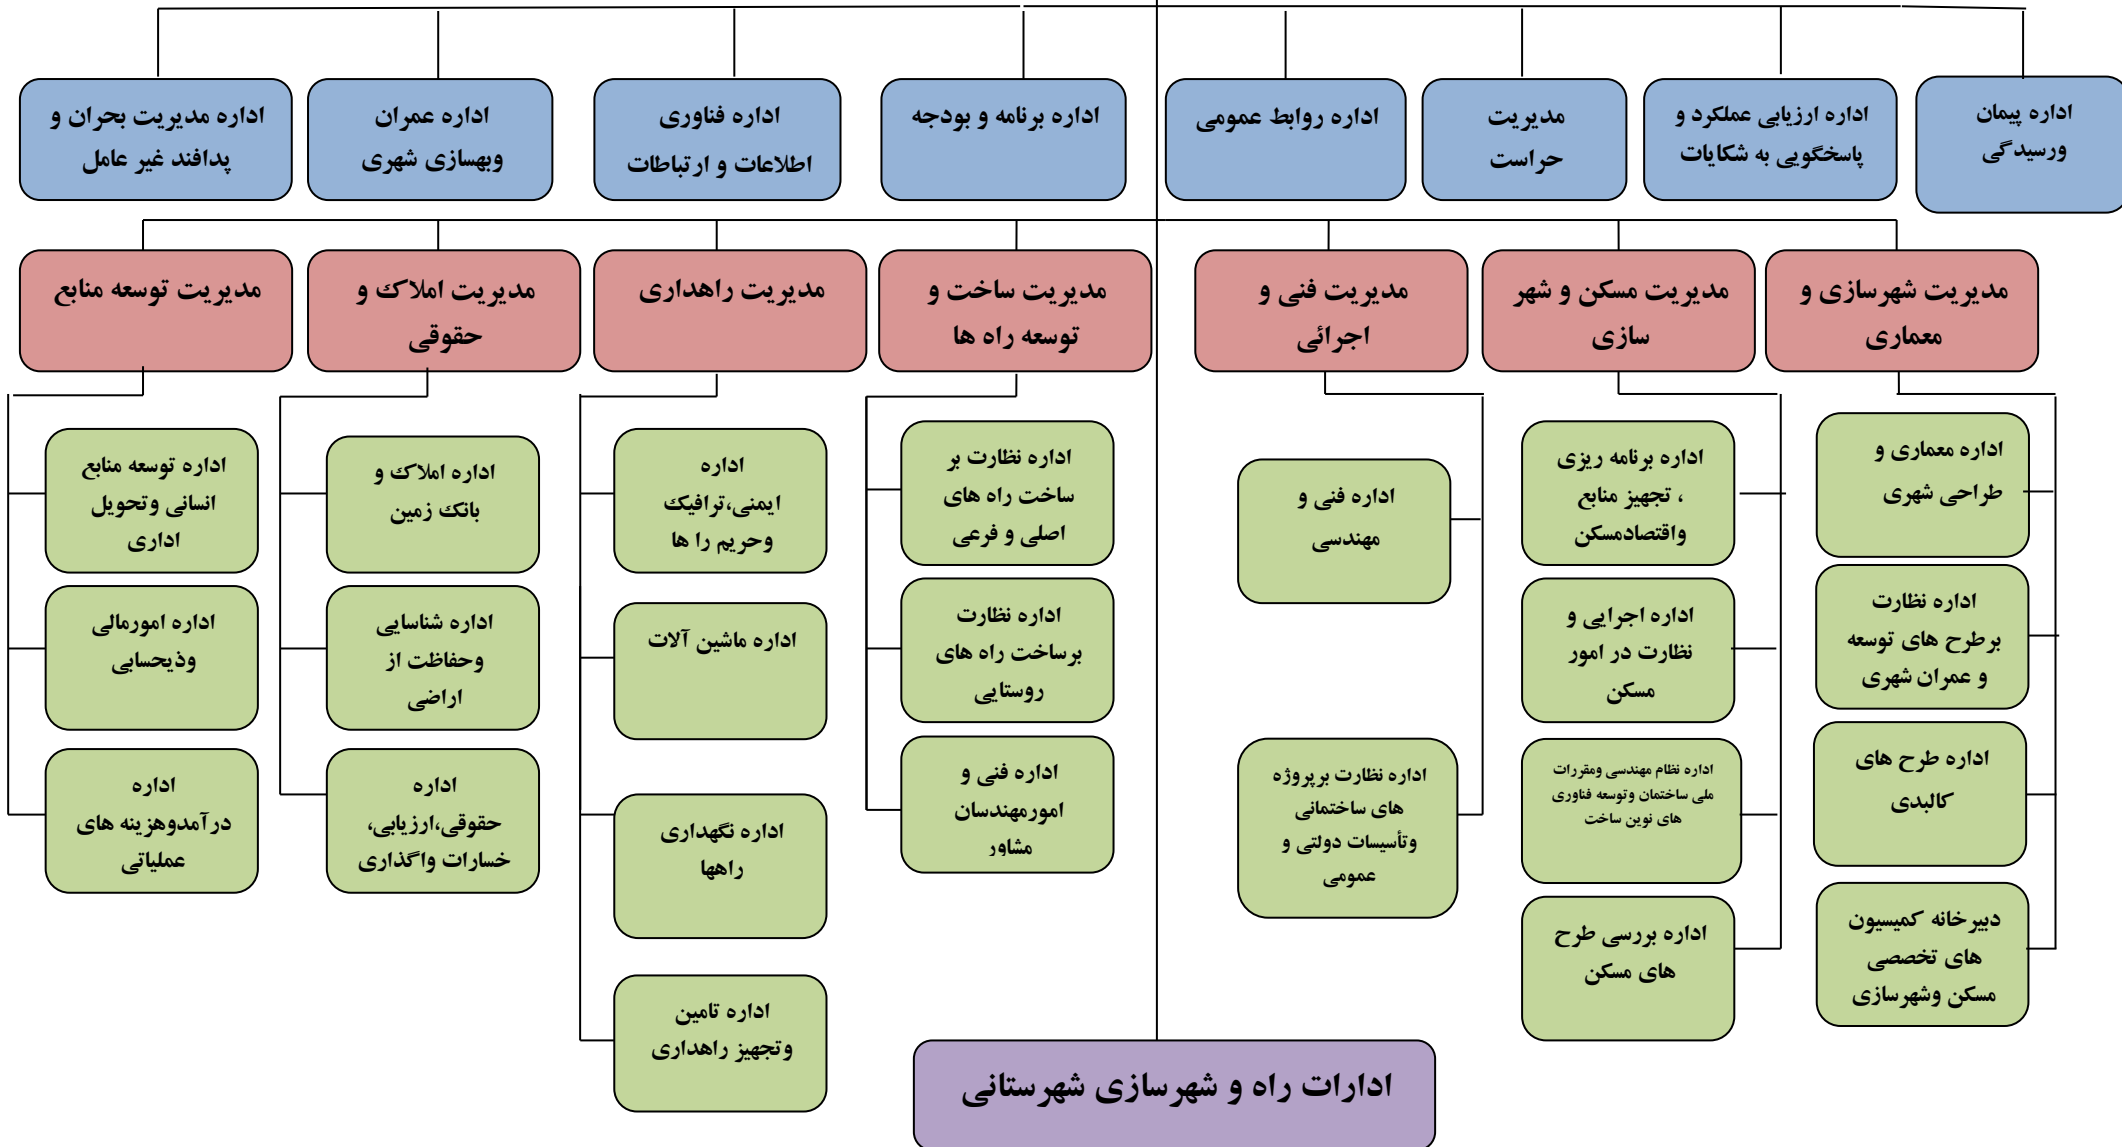 اداره پیمان
ورسیدگی
اداره ارزیابی عملکرد و
پاسخگویی به شکایات
مدیریت
حراست
اداره روابط عمومی
اداره برنامه و بودجه
اداره فناوری
اطلاعات و ارتباطات
اداره عمران
وبهسازی شهری
اداره مدیریت بحران و
پدافند غیر عامل
مدیریت شهرسازی و
معماری
مدیریت مسکن و شهر
سازی
مدیریت فنی و
اجرائی
مدیریت ساخت و
توسعه راه ها
مدیریت راهداری
مدیریت املاک و
حقوقی
مدیریت توسعه منابع
اداره معماری و
طراحی شهری
اداره نظارت
برطرح های توسعه
و عمران شهری
اداره طرح های
کالبدی
دبیرخانه کمیسیون
های تخصصی
مسکن وشهرسازی
اداره برنامه ریزی
، تجهیز منابع
واقتصادمسکن
اداره اجرایی و
نظارت در امور
مسکن
اداره نظام مهندسی ومقررات
ملی ساختمان وتوسعه فناوری
های نوین ساخت
اداره بررسی طرح
های مسکن
اداره فنی و
مهندسی
اداره نظارت برپروژه
های ساختمانی
وتأسیسات دولتی و
عمومی
اداره نظارت بر
ساخت راه های
اصلی و فرعی
اداره نظارت
برساخت راه های
روستایی
اداره فنی و
امورمهندسان
مشاور
اداره
ایمنی،ترافیک
وحریم را ها
اداره ماشین آلات
اداره نگهداری
راهها
اداره تامین
وتجهیز راهداری
اداره املاک و
بانک زمین
اداره شناسایی
وحفاظت از
اراضی
اداره
حقوقی،ارزیابی،
خسارات واگذاری
اداره توسعه منابع
انسانی وتحویل
اداری
اداره امورمالی
وذیحسابی
اداره
درآمدوهزینه های
عملیاتی
ادارات راه و شهرسازی شهرستانی